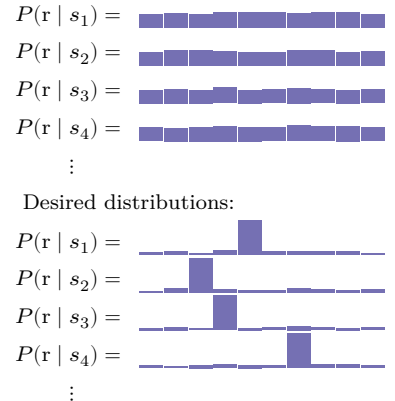 P(r | s₁) =
P(r | s₂) =
P(r | s₃) =
P(r | s₄) =
⋮
Desired distributions:
P(r | s₁) =
P(r | s₂) =
P(r | s₃) =
P(r | s₄) =
⋮